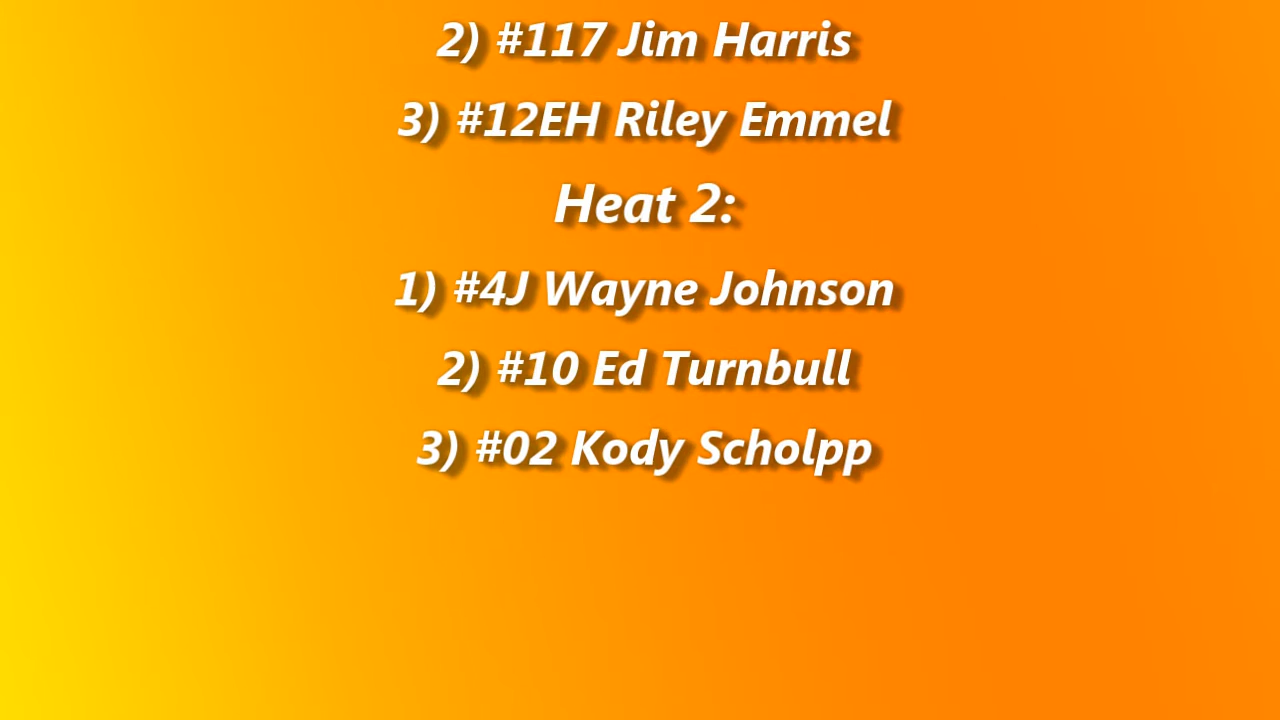 2) #117 Jim Harris
3) #12EH Riley Emmel
Heat 2:
1) #4J Wayne Johnson
2) #10 Ed Turnbull
3) #02 Kody Scholpp